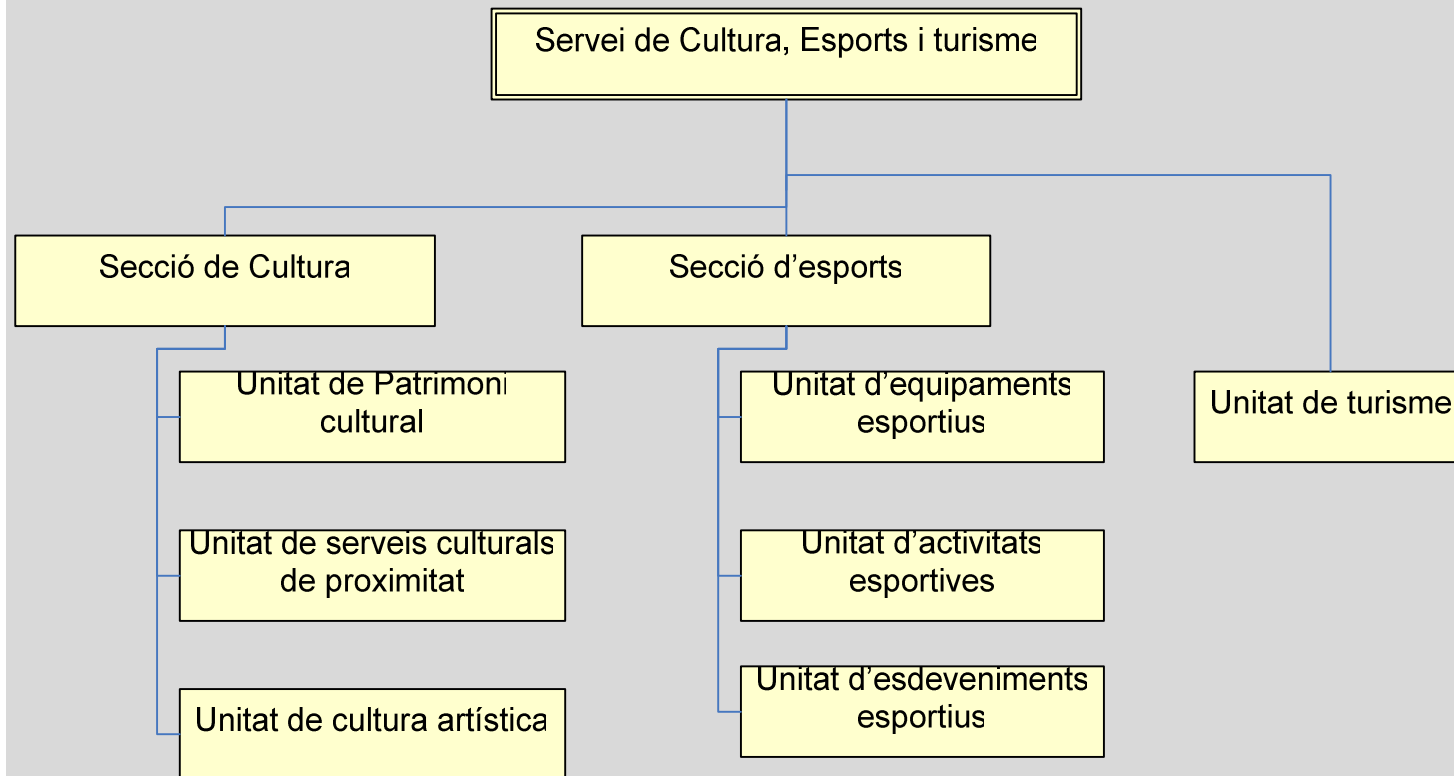 Servei de Cultura, Esports i turisme
Secció de Cultura
Secció d'esports
Unitat de Patrimoni
cultural
Unitat d'equipaments
esportius
Unitat de turisme
Unitat de serveis culturals
de proximitat
Unitat d'activitats
esportives
Unitat de cultura artística
Unitat d'esdeveniments
esportius